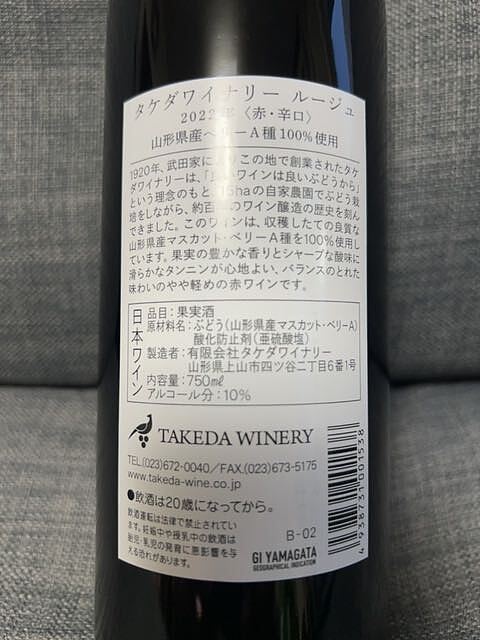 タケダワイナリー ルージュ
2022年〈赤・辛口〉
山形県産ベリーA種100%使用
1920年、武田家によりこの地で創業されたタケ
ダワイナリーは、「良いワインは良いぶどうから」
という理念のもと、15haの自家農園でぶどう栽
培をしながら、約百年のワイン醸造の歴史を刻ん
できました。このワインは、収穫したての良質な
山形県産マスカット・ベリーA種を100%使用し
ています。果実の豊かな香りとシャープな酸味に
滑らかなタンニンが心地よい、バランスのとれた
味わいのやや軽めの赤ワインです。
日本ワイン
品目：果実酒
原材料名：ぶどう(山形県産マスカット・ベリーA)
酸化防止剤(亜硫酸塩)
製造者：有限会社タケダワイナリー
山形県上山市四ツ谷二丁目6番1号
内容量：750㎖
アルコール分：10%
TAKEDA WINERY
TEL.(023)672-0040／FAX.(023)673-5175
www.takeda-wine.co.jp
●飲酒は20歳になってから。
飲酒運転は法律で禁止されてい
ます。妊娠中や授乳中の飲酒は
胎児・乳児の発育に悪影響を与
える恐れがあります。
B-02
GI YAMAGATA
GEOGRAPHICAL INDICATION
4938731001538